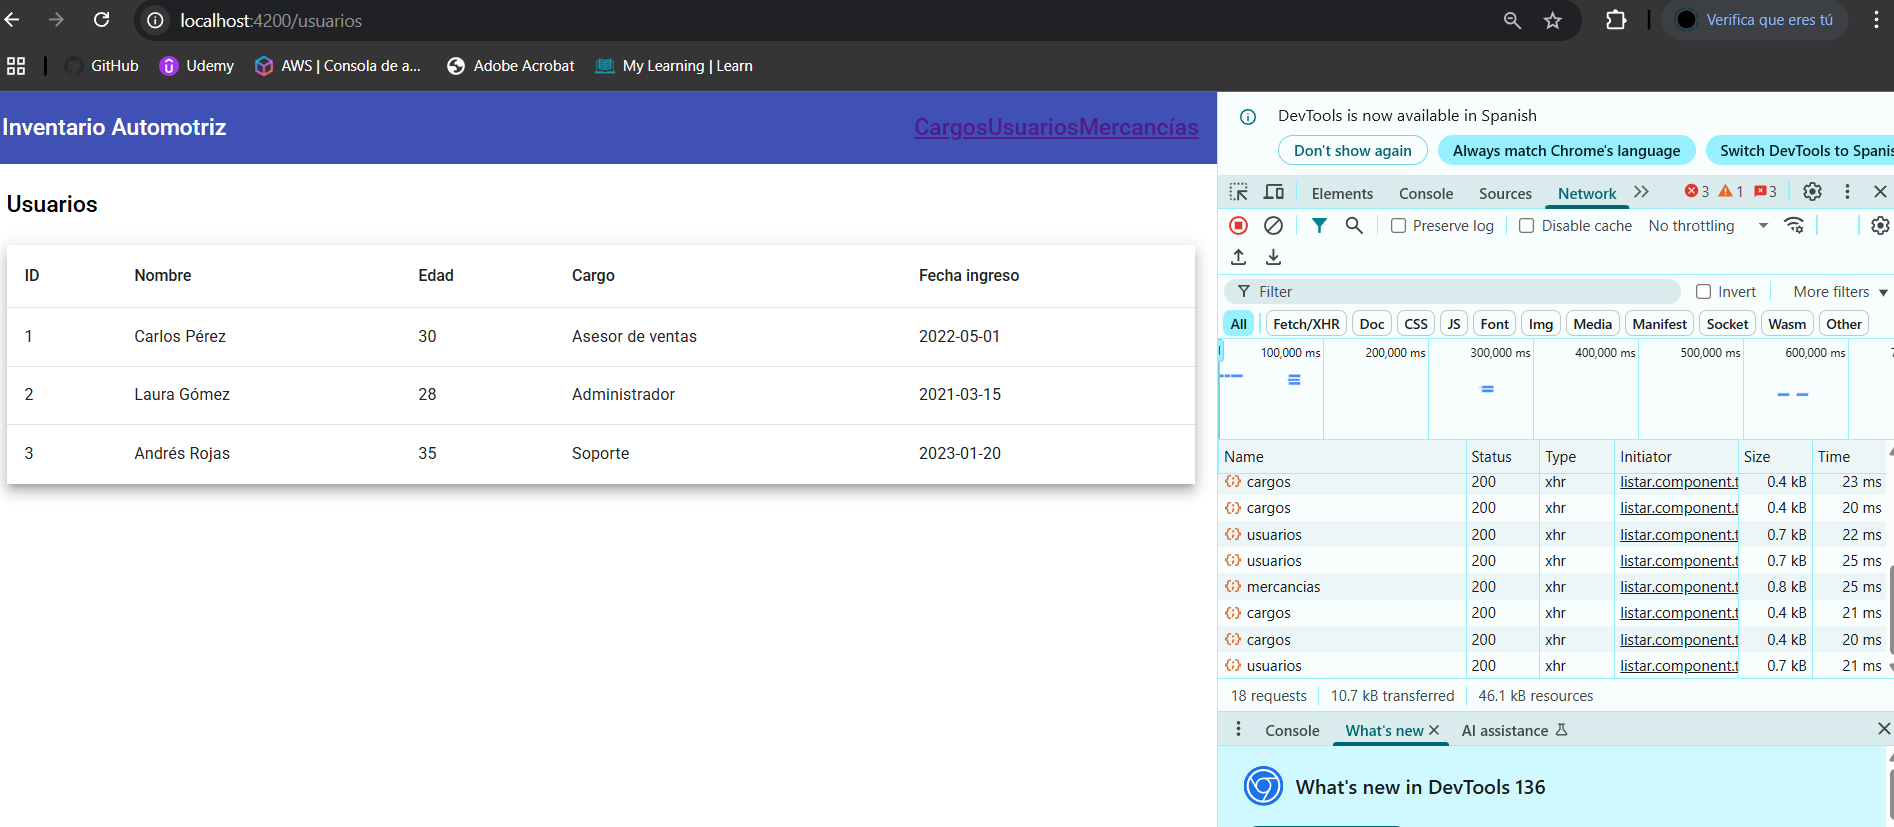 localhost:4200/usuarios
Verifica que eres tú
GitHub Udemy AWS | Consola de a... Adobe Acrobat My Learning | Learn
Inventario Automotriz
CargosUsuariosMercancías
Usuarios
ID Nombre Edad Cargo Fecha ingreso
1 Carlos Pérez 30 Asesor de ventas 2022-05-01
2 Laura Gómez 28 Administrador 2021-03-15
3 Andrés Rojas 35 Soporte 2023-01-20
DevTools is now available in Spanish
Don't show again Always match Chrome's language Switch DevTools to Spanis
Elements Console Sources Network 3 1 3
Preserve log Disable cache No throttling
Filter Invert More filters
All Fetch/XHR Doc CSS JS Font Img Media Manifest Socket Wasm Other
100,000 ms 200,000 ms 300,000 ms 400,000 ms 500,000 ms 600,000 ms
Name Status Type Initiator Size Time
cargos 200 xhr listar.component.t 0.4 kB 23 ms
cargos 200 xhr listar.component.t 0.4 kB 20 ms
usuarios 200 xhr listar.component.t 0.7 kB 22 ms
usuarios 200 xhr listar.component.t 0.7 kB 25 ms
mercancias 200 xhr listar.component.t 0.8 kB 25 ms
cargos 200 xhr listar.component.t 0.4 kB 21 ms
cargos 200 xhr listar.component.t 0.4 kB 20 ms
usuarios 200 xhr listar.component.t 0.7 kB 21 ms
18 requests 10.7 kB transferred 46.1 kB resources
Console What's new AI assistance
What's new in DevTools 136